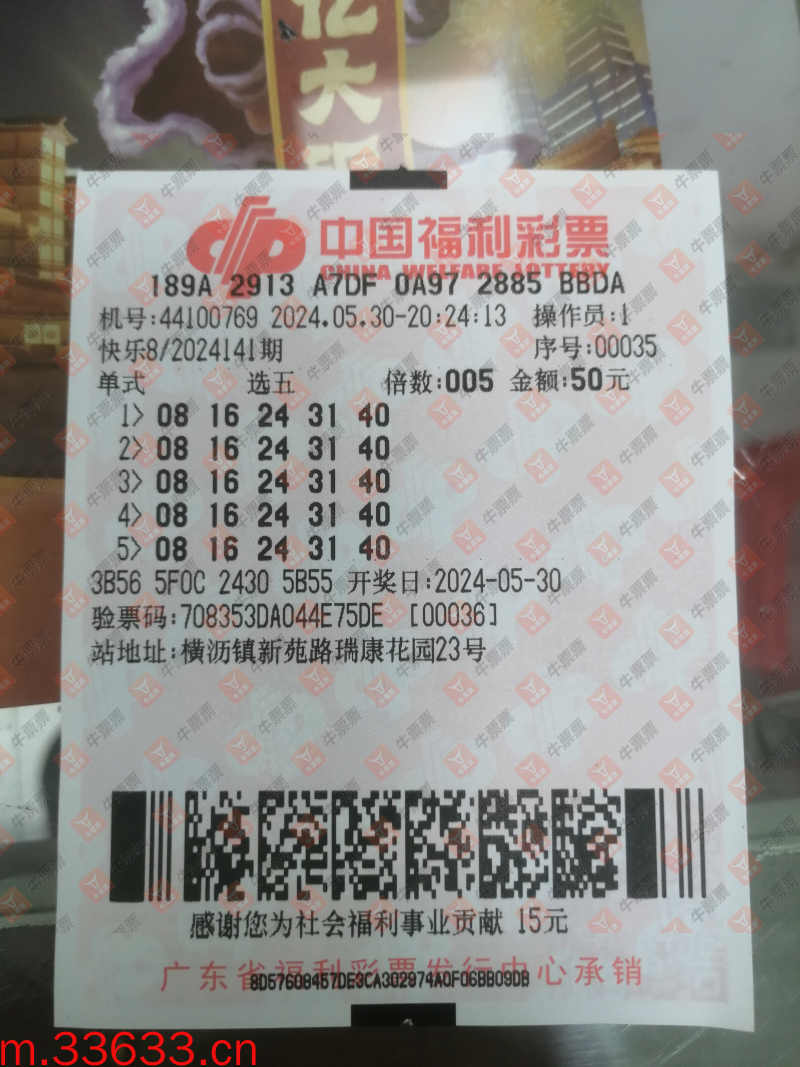 亿大
中国福利彩票
CHINA WELFARE LOTTERY
189A 2913 A7DF 0A97 2885 BBDA
机号:44100769 2024.05.30-20:24:13 操作员:1
快乐8/2024141期 序号:00035
单式 选五 倍数:005 金额:50元
1> 08 16 24 31 40
2> 08 16 24 31 40
3> 08 16 24 31 40
4> 08 16 24 31 40
5> 08 16 24 31 40
3B56 5F0C 2430 5B55 开奖日:2024-05-30
验票码:708353DA044E75DE [00036]
站地址:横沥镇新苑路瑞康花园23号
感谢您为社会福利事业贡献 15元
广东省福利彩票发行中心承销
8D57608457DE3CA302974A0F06BB09DB
m.33633.cn
牛票票